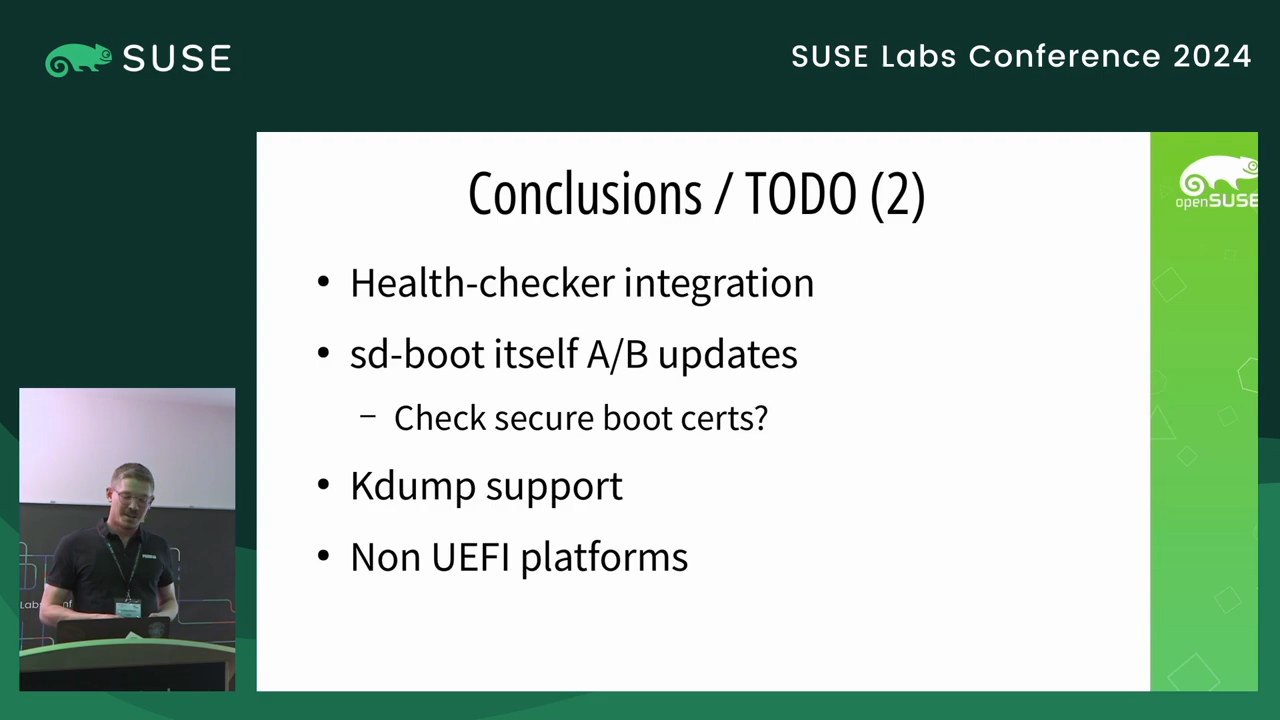 SUSE
SUSE Labs Conference 2024
Conclusions / TODO (2)
openSUSE
• Health-checker integration
• sd-boot itself A/B updates
– Check secure boot certs?
• Kdump support
• Non UEFI platforms